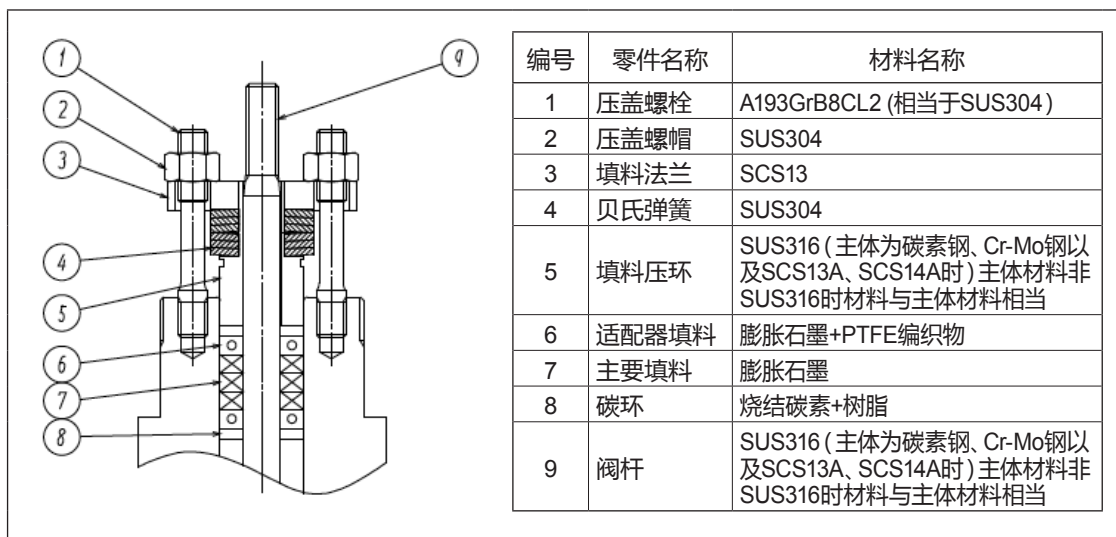 1
2
3
4
5
6
7
8
9
编号 零件名称 材料名称
1 压盖螺栓 A193GrB8CL2 (相当于SUS304)
2 压盖螺帽 SUS304
3 填料法兰 SCS13
4 贝氏弹簧 SUS304
5 填料压环 SUS316 (主体为碳素钢、Cr-Mo钢以
及SCS13A、SCS14A时)主体材料非
SUS316时材料与主体材料相当
6 适配器填料 膨胀石墨+PTFE编织物
7 主要填料 膨胀石墨
8 碳环 烧结碳素+树脂
9 阀杆 SUS316 (主体为碳素钢、Cr-Mo钢以
及SCS13A、SCS14A时)主体材料非
SUS316时材料与主体材料相当